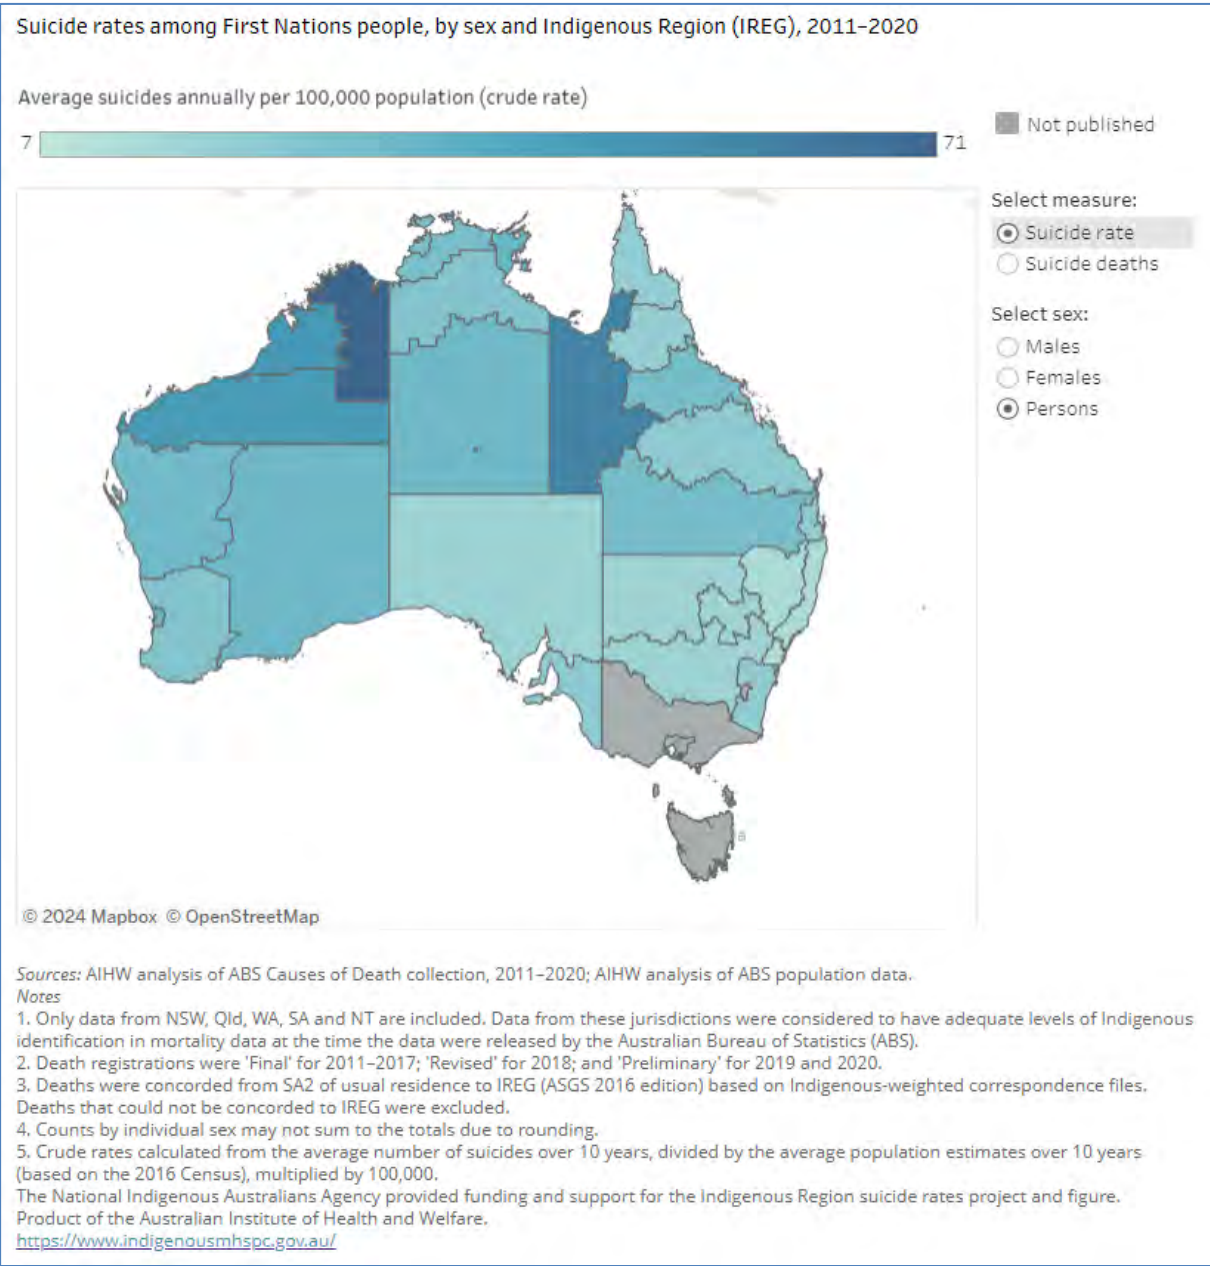 Suicide rates among First Nations people, by sex and Indigenous Region (IREG), 2011–2020
Average suicides annually per 100,000 population (crude rate)
7
71
Not published
Select measure:
Suicide rate
Suicide deaths
Select sex:
Males
Females
Persons
© 2024 Mapbox © OpenStreetMap
Sources: AIHW analysis of ABS Causes of Death collection, 2011–2020; AIHW analysis of ABS population data.
Notes
1. Only data from NSW, Qld, WA, SA and NT are included. Data from these jurisdictions were considered to have adequate levels of Indigenous
identification in mortality data at the time the data were released by the Australian Bureau of Statistics (ABS).
2. Death registrations were 'Final' for 2011–2017; 'Revised' for 2018; and 'Preliminary' for 2019 and 2020.
3. Deaths were concorded from SA2 of usual residence to IREG (ASGS 2016 edition) based on Indigenous-weighted correspondence files.
Deaths that could not be concorded to IREG were excluded.
4. Counts by individual sex may not sum to the totals due to rounding.
5. Crude rates calculated from the average number of suicides over 10 years, divided by the average population estimates over 10 years
(based on the 2016 Census), multiplied by 100,000.
The National Indigenous Australians Agency provided funding and support for the Indigenous Region suicide rates project and figure.
Product of the Australian Institute of Health and Welfare.
https://www.indigenousmhspc.gov.au/